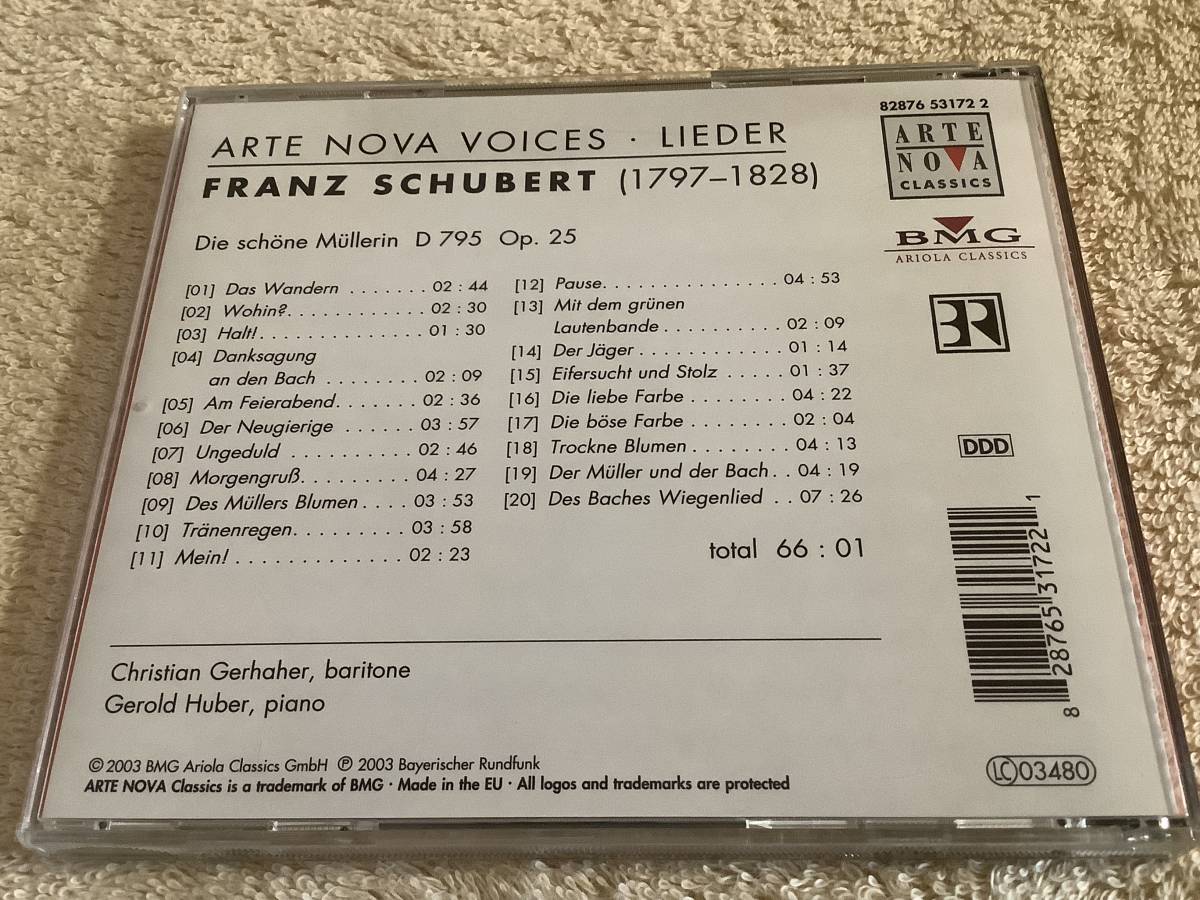 82876 53172 2
ARTE NOVA VOICES · LIEDER
FRANZ SCHUBERT (1797–1828)
ARTE
NOVA
CLASSICS
BMG
ARIOLA CLASSICS
BR
Die schöne Müllerin D 795 Op. 25
[01] Das Wandern . . . . . . . 02 : 44
[02] Wohin?. . . . . . . . . . . . 02 : 30
[03] Halt!. . . . . . . . . . . . . . 01 : 30
[04] Danksagung
an den Bach . . . . . . . . 02 : 09
[05] Am Feierabend. . . . . . . 02 : 36
[06] Der Neugierige . . . . . . 03 : 57
[07] Ungeduld . . . . . . . . . . 02 : 46
[08] Morgengruß. . . . . . . . . 04 : 27
[09] Des Müllers Blumen . . . . 03 : 53
[10] Tränenregen. . . . . . . . . 03 : 58
[11] Mein! . . . . . . . . . . . . . 02 : 23
[12] Pause. . . . . . . . . . . . . . . 04 : 53
[13] Mit dem grünen
Lautenbande . . . . . . . . . . 02 : 09
[14] Der Jäger . . . . . . . . . . . . 01 : 14
[15] Eifersucht und Stolz . . . . . 01 : 37
[16] Die liebe Farbe . . . . . . . . 04 : 22
[17] Die böse Farbe . . . . . . . . 02 : 04
[18] Trockne Blumen . . . . . . . . 04 : 13
[19] Der Müller und der Bach. . 04 : 19
[20] Des Baches Wiegenlied . . 07 : 26
total 66 : 01
DDD
8 28765 31722 1
Christian Gerhaher, baritone
Gerold Huber, piano
© 2003 BMG Ariola Classics GmbH ℗ 2003 Bayerischer Rundfunk
ARTE NOVA Classics is a trademark of BMG · Made in the EU · All logos and trademarks are protected
LC 03480